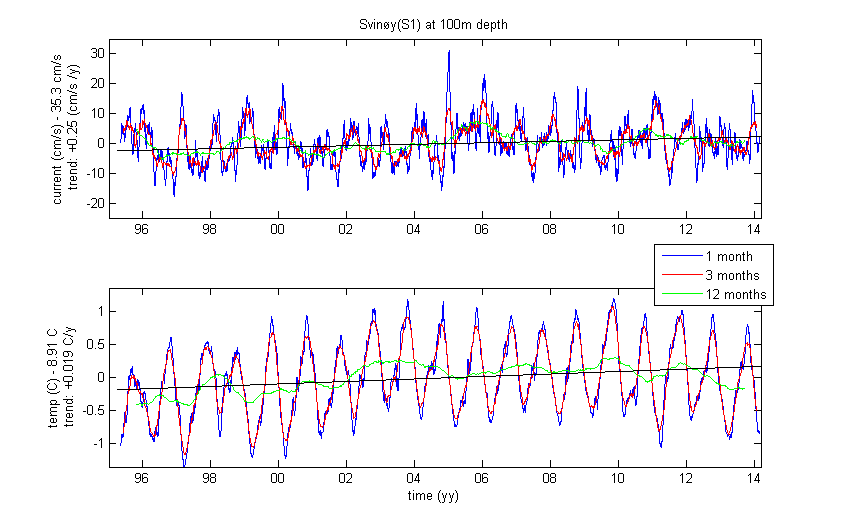 Svinøy(S1) at 100m depth
current (cm/s) - 35.3 cm/s
trend: +0.25 (cm/s /y)
30
20
10
0
-10
-20
96 98 00 02 04 06 08 10 12 14
1 month
3 months
12 months
temp (C) - 8.91 C
trend: +0.019 C/y
1
0.5
0
-0.5
-1
96 98 00 02 04 06 08 10 12 14
time (yy)